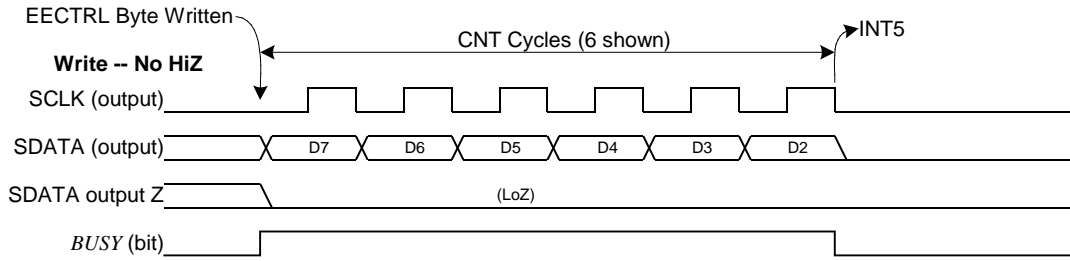 EECTRL Byte Written
CNT Cycles (6 shown)
INT5
Write -- No HiZ
SCLK (output)
SDATA (output)
D7 D6 D5 D4 D3 D2
SDATA output Z
(LoZ)
BUSY (bit)